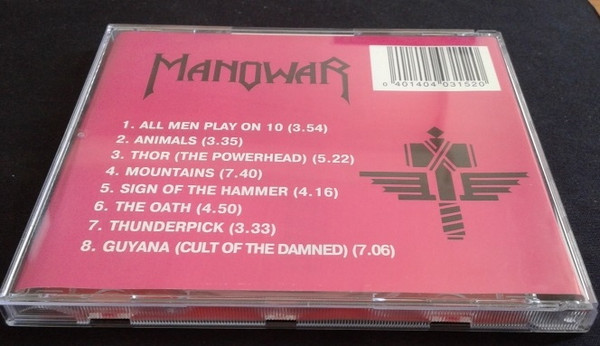 MANOWAR
0 401404 031520
1. ALL MEN PLAY ON 10 (3.54)
2. ANIMALS (3.35)
3. THOR (THE POWERHEAD) (5.22)
4. MOUNTAINS (7.40)
5. SIGN OF THE HAMMER (4.16)
6. THE OATH (4.50)
7. THUNDERPICK (3.33)
8. GUYANA (CULT OF THE DAMNED) (7.06)